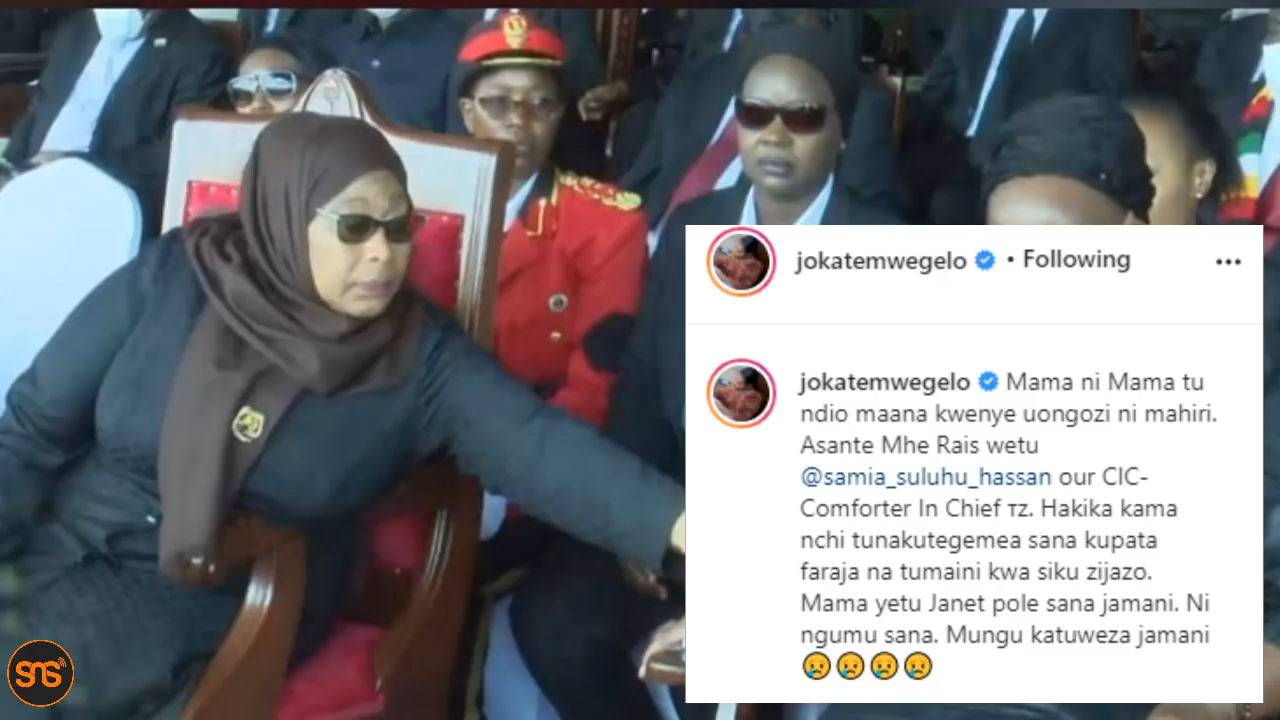 jokatemwegelo • Following
jokatemwegelo Mama ni Mama tu
ndio maana kwenye uongozi ni mahiri.
Asante Mhe Rais wetu
@samia_suluhu_hassan our CIC-
Comforter In Chief ᴛᴢ. Hakika kama
nchi tunakutegemea sana kupata
faraja na tumaini kwa siku zijazo.
Mama yetu Janet pole sana jamani. Ni
ngumu sana. Mungu katuweza jamani
😢😢😢😢
SNS